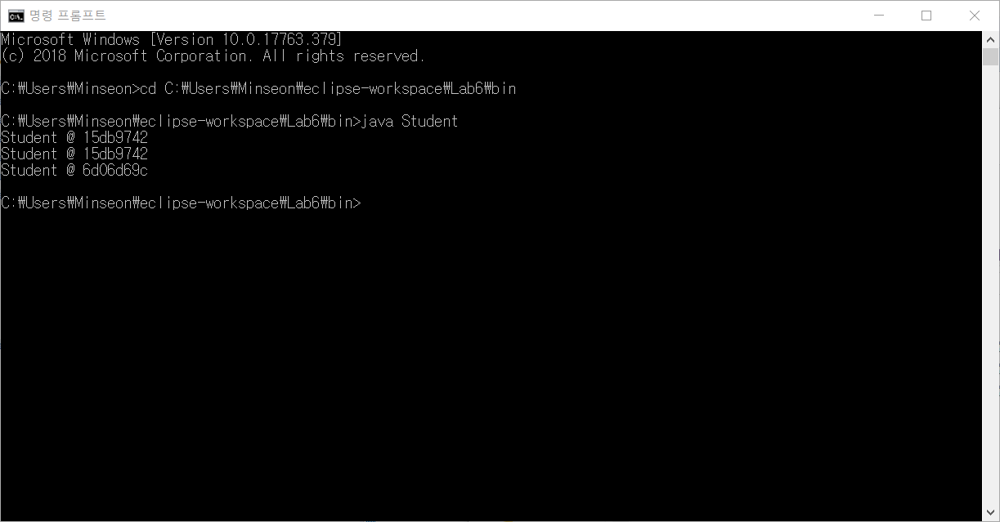 명령 프롬프트
Microsoft Windows [Version 10.0.17763.379]
(c) 2018 Microsoft Corporation. All rights reserved.
C:₩Users₩Minseon>cd C:₩Users₩Minseon₩eclipse-workspace₩Lab6₩bin
C:₩Users₩Minseon₩eclipse-workspace₩Lab6₩bin>java Student
Student @ 15db9742
Student @ 15db9742
Student @ 6d06d69c
C:₩Users₩Minseon₩eclipse-workspace₩Lab6₩bin>